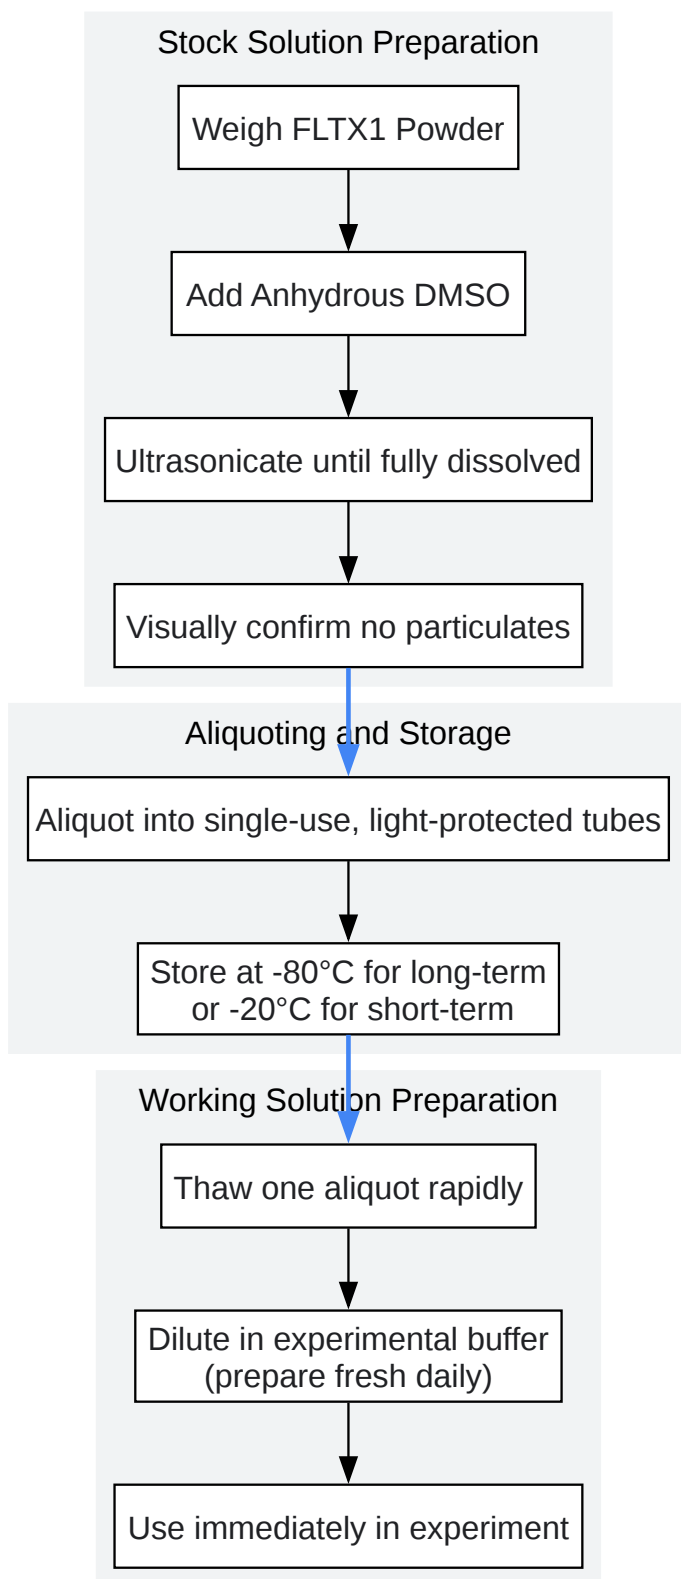 Stock Solution Preparation
Weigh FLTX1 Powder
Add Anhydrous DMSO
Ultrasonicate until fully dissolved
Visually confirm no particulates
Aliquoting and Storage
Aliquot into single-use, light-protected tubes
Store at -80°C for long-term
or -20°C for short-term
Working Solution Preparation
Thaw one aliquot rapidly
Dilute in experimental buffer
(prepare fresh daily)
Use immediately in experiment